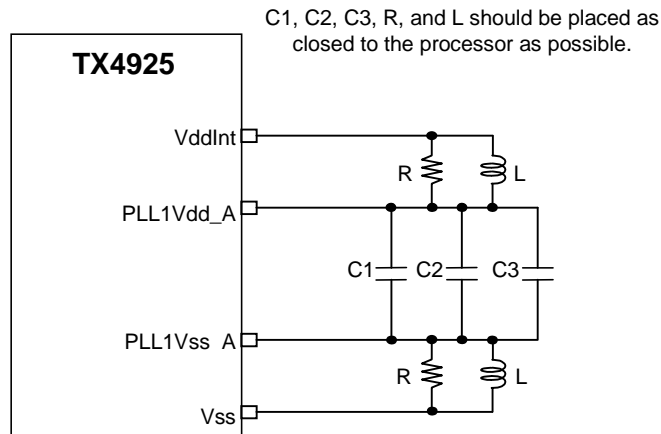 C1, C2, C3, R, and L should be placed as
closed to the processor as possible.
TX4925
VddInt
R
L
PLL1Vdd_A
C1
C2
C3
PLL1Vss A
R
L
Vss